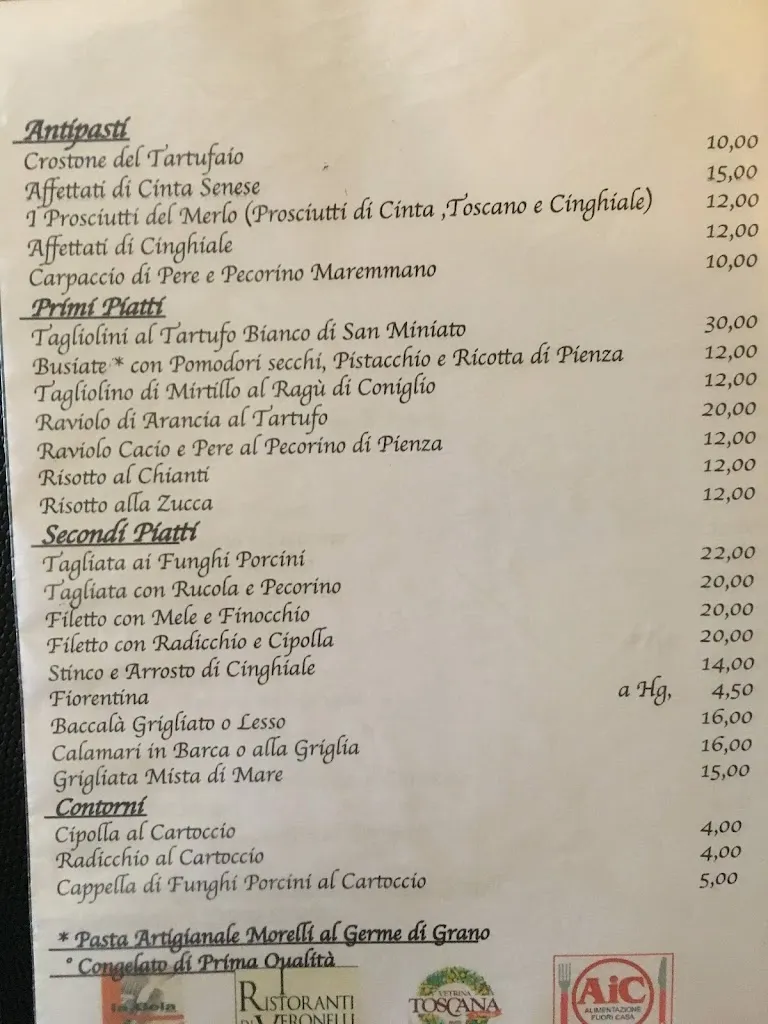 Antipasti
Crostone del Tartufaio 10,00
Affettati di Cinta Senese 15,00
I Prosciutti del Merlo (Prosciutti di Cinta ,Toscano e Cinghiale) 12,00
Affettati di Cinghiale 12,00
Carpaccio di Pere e Pecorino Maremmano 10,00
Primi Piatti
Tagliolini al Tartufo Bianco di San Miniato 30,00
Busiate * con Pomodori secchi, Pistacchio e Ricotta di Pienza 12,00
Tagliolino di Mirtillo al Ragù di Coniglio 12,00
Raviolo di Arancia al Tartufo 20,00
Raviolo Cacio e Pere al Pecorino di Pienza 12,00
Risotto al Chianti 12,00
Risotto alla Zucca 12,00
Secondi Piatti
Tagliata ai Funghi Porcini 22,00
Tagliata con Rucola e Pecorino 20,00
Filetto con Mele e Finocchio 20,00
Filetto con Radicchio e Cipolla 20,00
Stinco e Arrosto di Cinghiale 14,00
Fiorentina a Hg, 4,50
Baccalà Grigliato o Lesso 16,00
Calamari in Barca o alla Griglia 16,00
Grigliata Mista di Mare 15,00
Contorni
Cipolla al Cartoccio 4,00
Radicchio al Cartoccio 4,00
Cappella di Funghi Porcini al Cartoccio 5,00
* Pasta Artigianale Morelli al Germe di Grano
° Congelato di Prima Qualità
la Gola
RISTORANTI
DI VERONELLI
VETRINA
TOSCANA
AiC
ALIMENTAZIONE
FUORI CASA